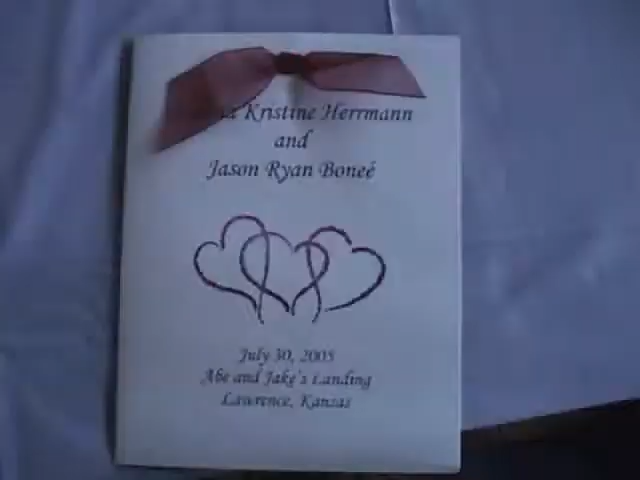 Kristine Herrmann
and
Jason Ryan Boneé
July 30, 2005
Abe and Jake's Landing
Lawrence, Kansas